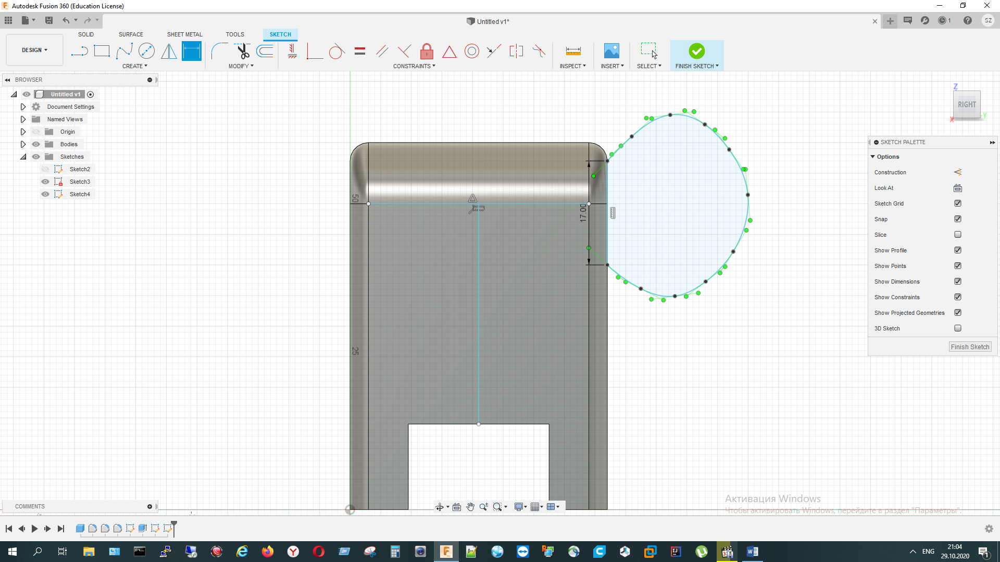 Autodesk Fusion 360 (Education License)
Untitled v1*
1
SZ
DESIGN
SOLID
SURFACE
SHEET METAL
TOOLS
SKETCH
CREATE
MODIFY
CONSTRAINTS
INSPECT
INSERT
SELECT
FINISH SKETCH
BROWSER
Untitled v1
Document Settings
Named Views
Origin
Bodies
Sketches
Sketch2
Sketch3
Sketch4
50
17.00
25
Z
RIGHT
Y
X
SKETCH PALETTE
Options
Construction
Look At
Sketch Grid
Snap
Slice
Show Profile
Show Points
Show Dimensions
Show Constraints
Show Projected Geometries
3D Sketch
Finish Sketch
Активация Windows
Чтобы активировать Windows, перейдите в раздел "Параметры".
COMMENTS
ENG
21:04
29.10.2020
1